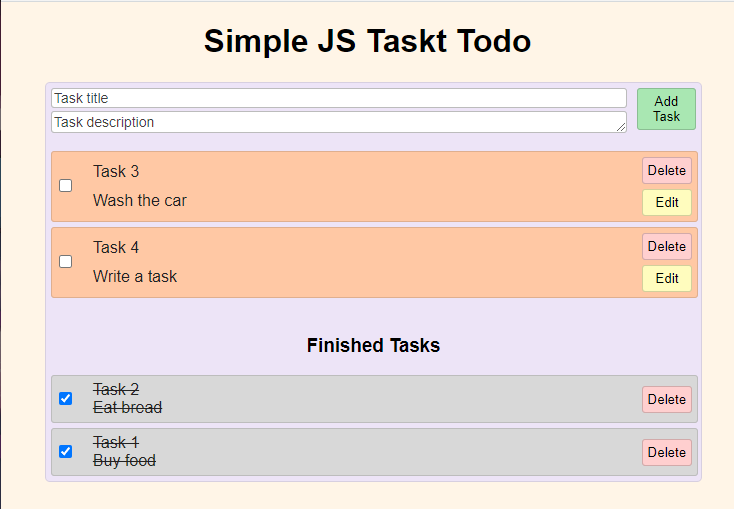 Simple JS Taskt Todo
Task title
Add
Task
Task description
Task 3
Delete
Wash the car
Edit
Task 4
Delete
Write a task
Edit
Finished Tasks
Task 2
Eat bread
Delete
Task 1
Buy food
Delete